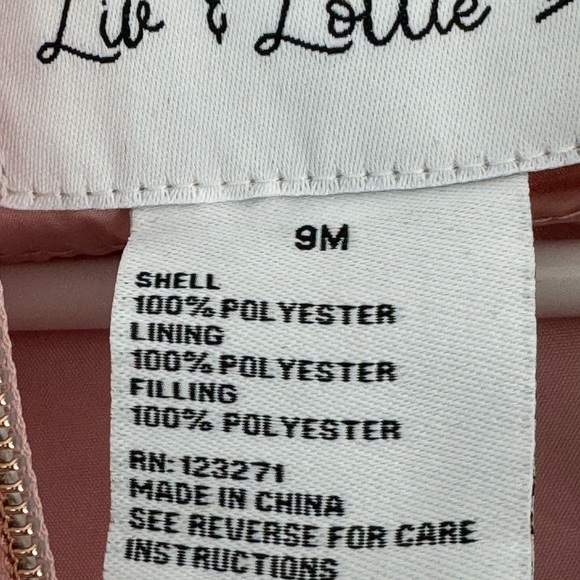 Liv & Lottie
9M
SHELL
100% POLYESTER
LINING
100% POLYESTER
FILLING
100% POLYESTER
RN:123271
MADE IN CHINA
SEE REVERSE FOR CARE
INSTRUCTIONS